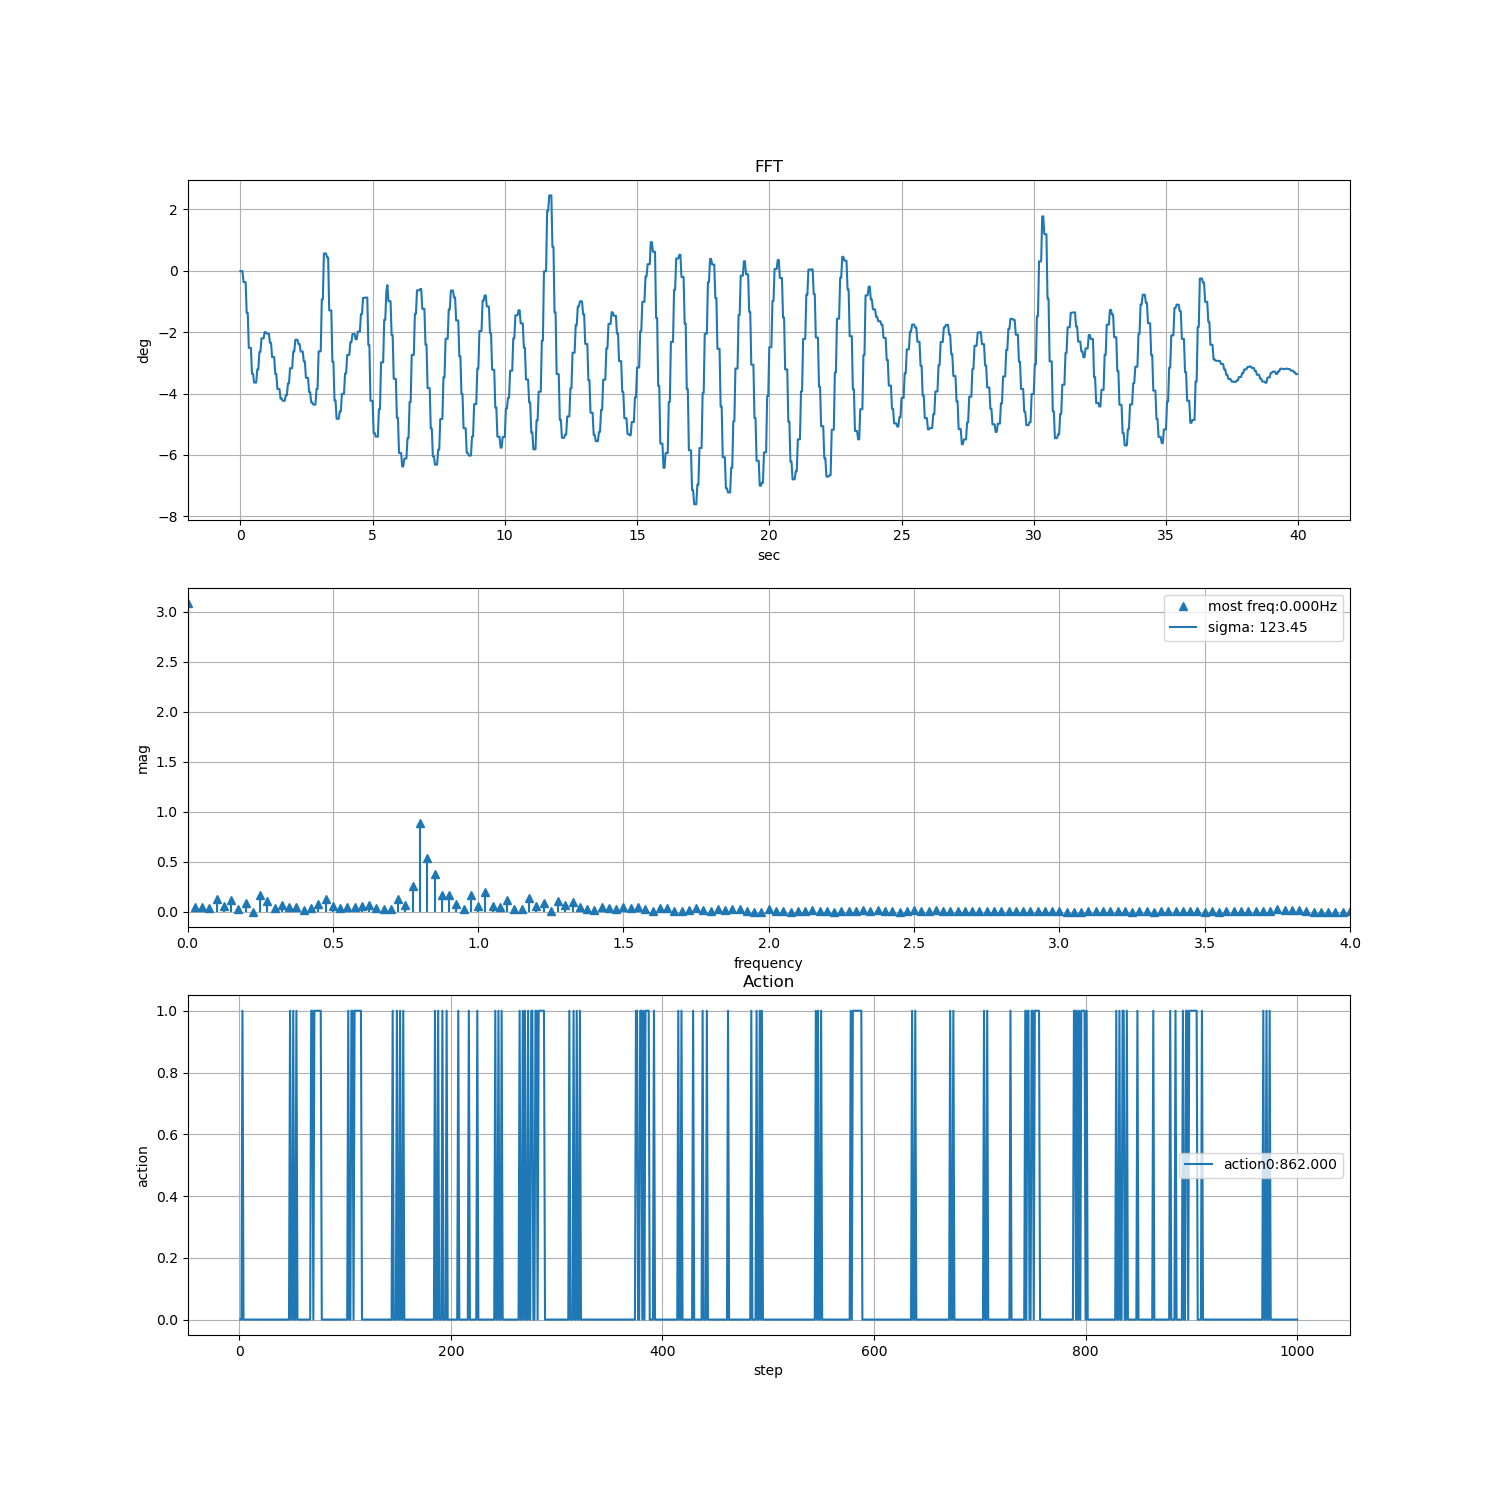 FFT
2
0
−2
−4
−6
−8
deg
0 5 10 15 20 25 30 35 40
sec
3.0
2.5
2.0
1.5
1.0
0.5
0.0
mag
most freq:0.000Hz
sigma: 123.45
0.0 0.5 1.0 1.5 2.0 2.5 3.0 3.5 4.0
frequency
Action
1.0
0.8
0.6
0.4
0.2
0.0
action
action0:862.000
0 200 400 600 800 1000
step